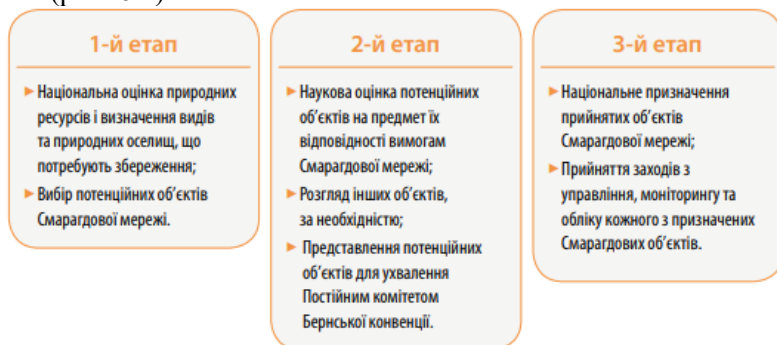 1-й етап
► Національна оцінка природних
ресурсів і визначення видів
та природних оселищ, що
потребують збереження;
► Вибір потенційних об’єктів
Смарагдової мережі.
2-й етап
► Наукова оцінка потенційних
об’єктів на предмет їх
відповідності вимогам
Смарагдової мережі;
► Розгляд інших об’єктів,
за необхідністю;
► Представлення потенційних
об’єктів для ухвалення
Постійним комітетом
Бернської конвенції.
3-й етап
► Національне призначення
прийнятих об’єктів
Смарагдової мережі;
► Прийняття заходів з
управління, моніторингу та
обліку кожного з призначених
Смарагдових об’єктів.